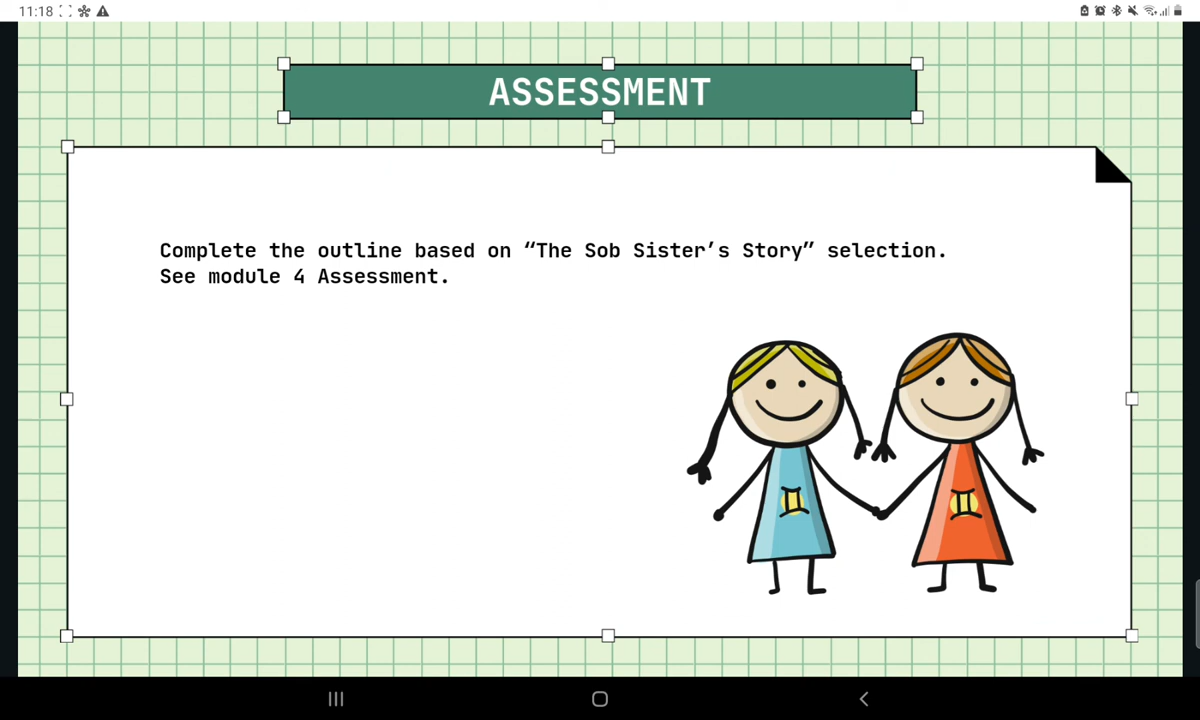 11:18
ASSESSMENT
Complete the outline based on “The Sob Sister’s Story” selection.
See module 4 Assessment.